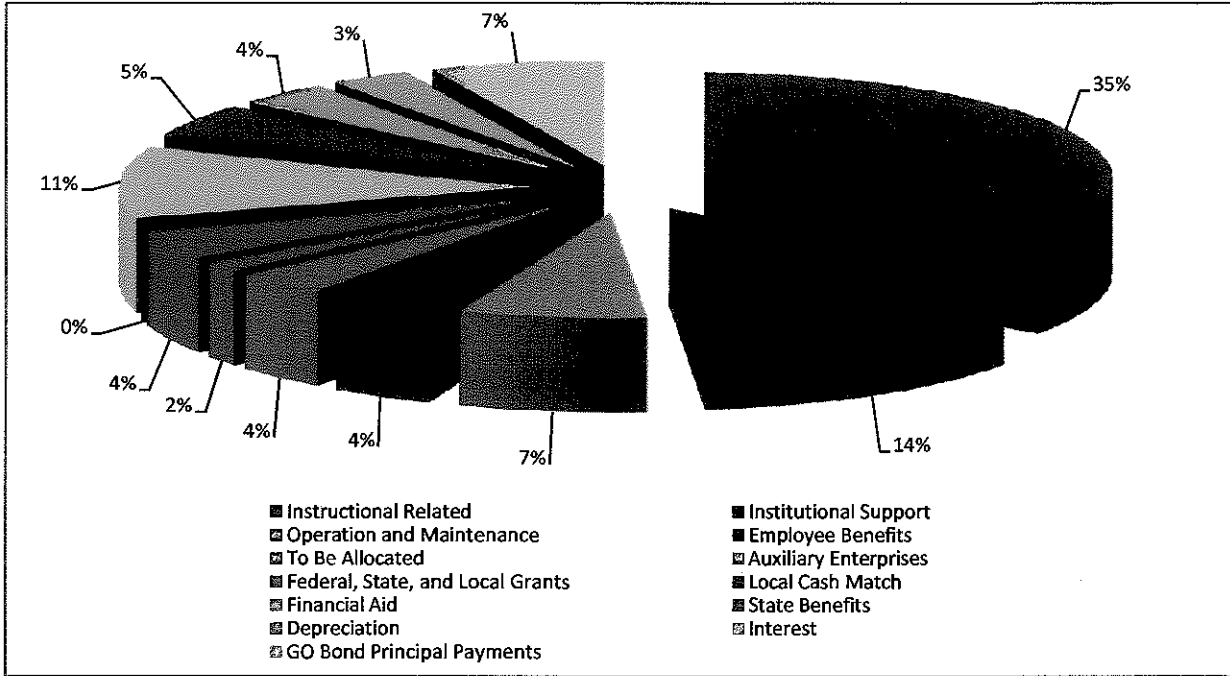 7%
3%
4%
5%
35%
11%
0%
4%
2%
4%
4%
7%
14%
Instructional Related
Institutional Support
Operation and Maintenance
Employee Benefits
To Be Allocated
Auxiliary Enterprises
Federal, State, and Local Grants
Local Cash Match
Financial Aid
State Benefits
Depreciation
Interest
GO Bond Principal Payments